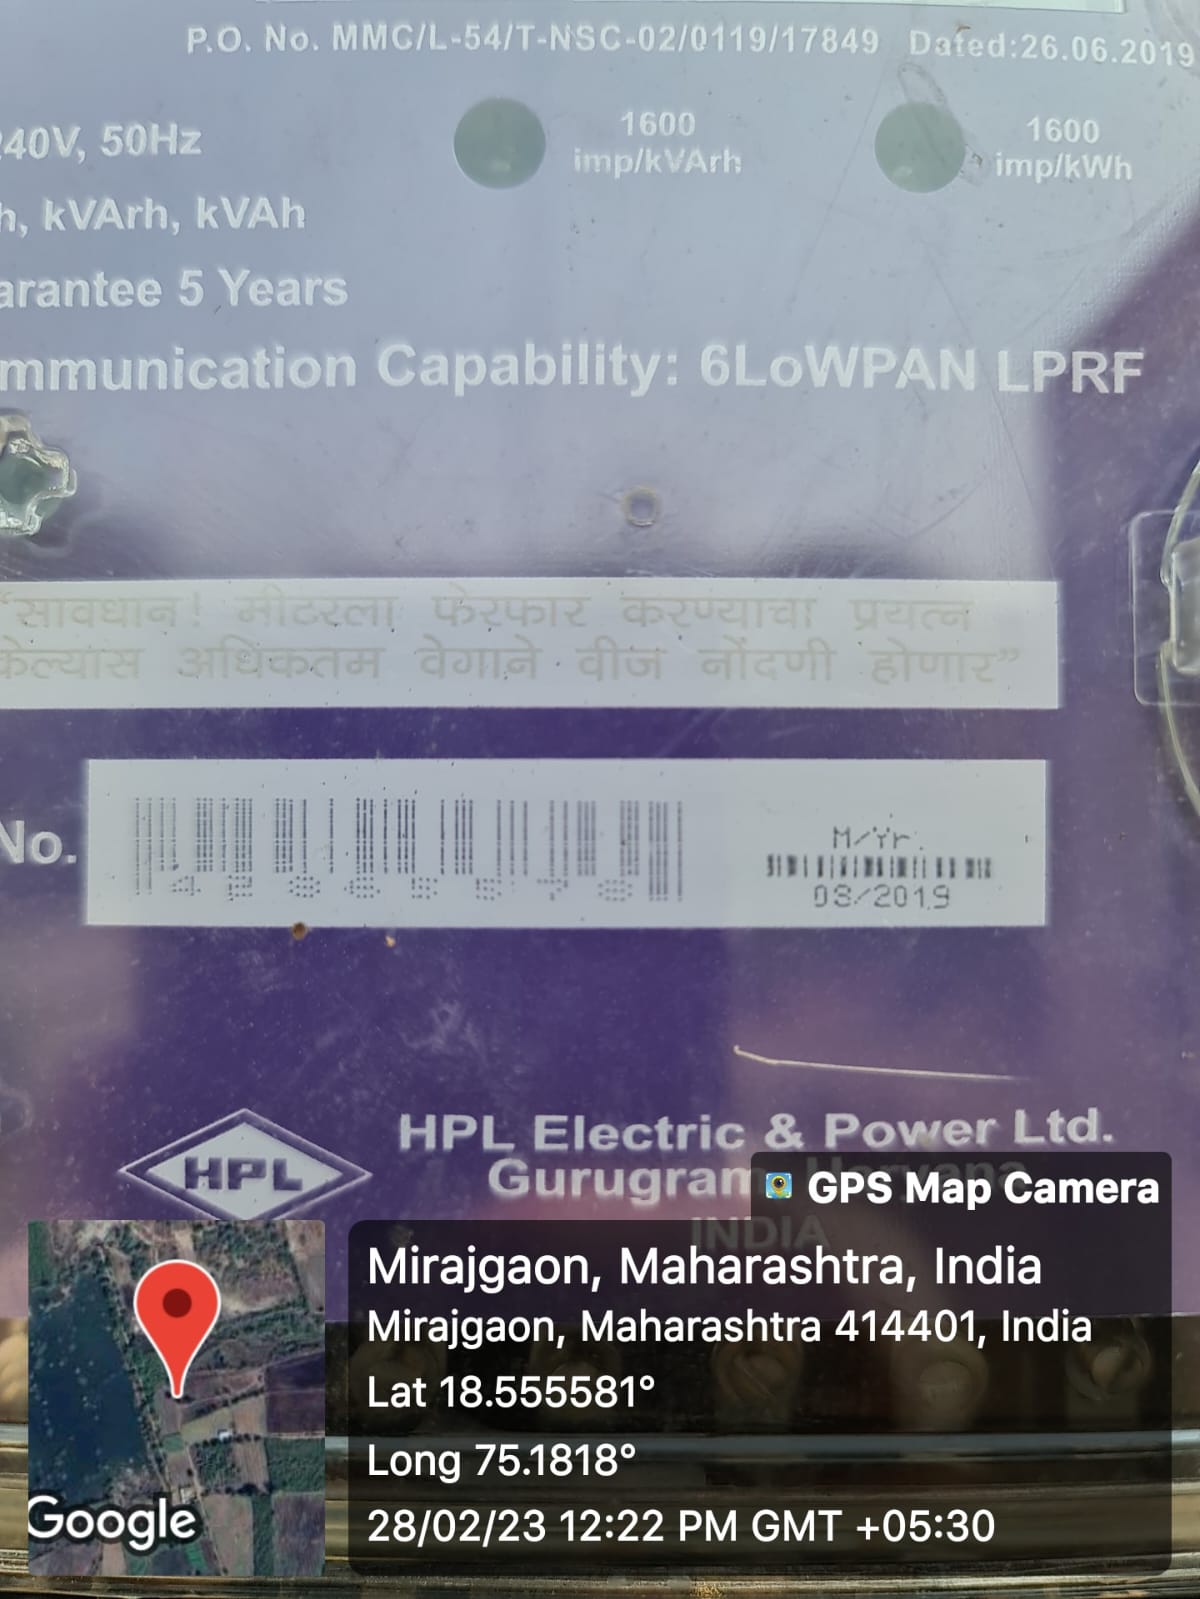 P.O. No. MMC/L-54/T-NSC-02/0119/17849 Dated:26.06.2019
240V, 50Hz
1600
imp/kVArh
1600
imp/kWh
h, kVArh, kVAh
arantee 5 Years
mmunication Capability: 6LoWPAN LPRF
“सावधान! मीटरला फेरफार करण्याचा प्रयत्न
केल्यास अधिकतम वेगाने वीज नोंदणी होणार”
No.
M/Yr.
08/2019
HPL
HPL Electric & Power Ltd.
Gurugram, Haryana
INDIA
GPS Map Camera
Mirajgaon, Maharashtra, India
Mirajgaon, Maharashtra 414401, India
Lat 18.555581°
Long 75.1818°
28/02/23 12:22 PM GMT +05:30
Google